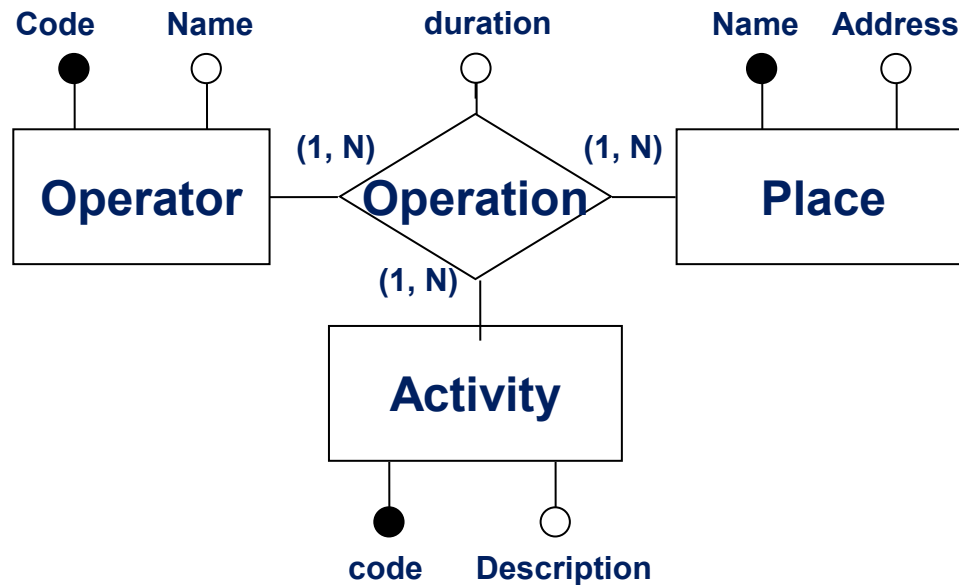 Code Name duration Name Address
(1, N) (1, N)
Operator Operation Place
(1, N)
Activity
code Description